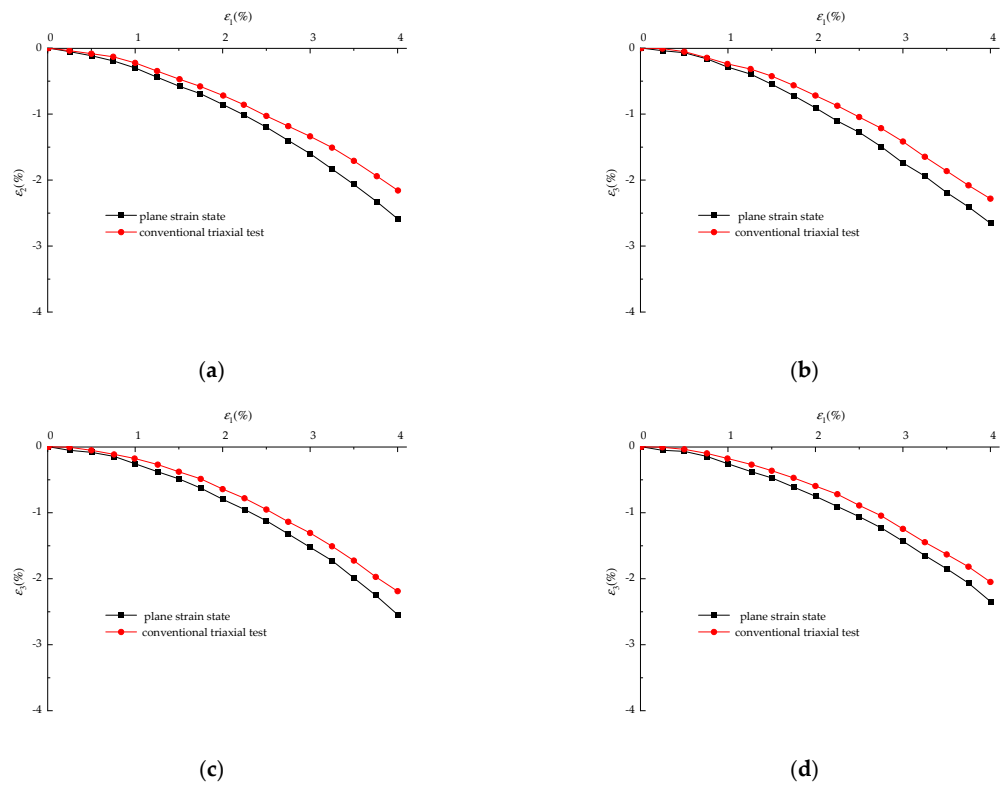 ε₁(%)
0 1 2 3 4
0
-1
-2
-3
-4
ε₂(%)
plane strain state
conventional triaxial test
(a)
ε₁(%)
0 1 2 3 4
0
-1
-2
-3
-4
ε₃(%)
plane strain state
conventional triaxial test
(b)
ε₁(%)
0 1 2 3 4
0
-1
-2
-3
-4
ε₃(%)
plane strain state
conventional triaxial test
(c)
ε₁(%)
0 1 2 3 4
0
-1
-2
-3
-4
ε₃(%)
plane strain state
conventional triaxial test
(d)